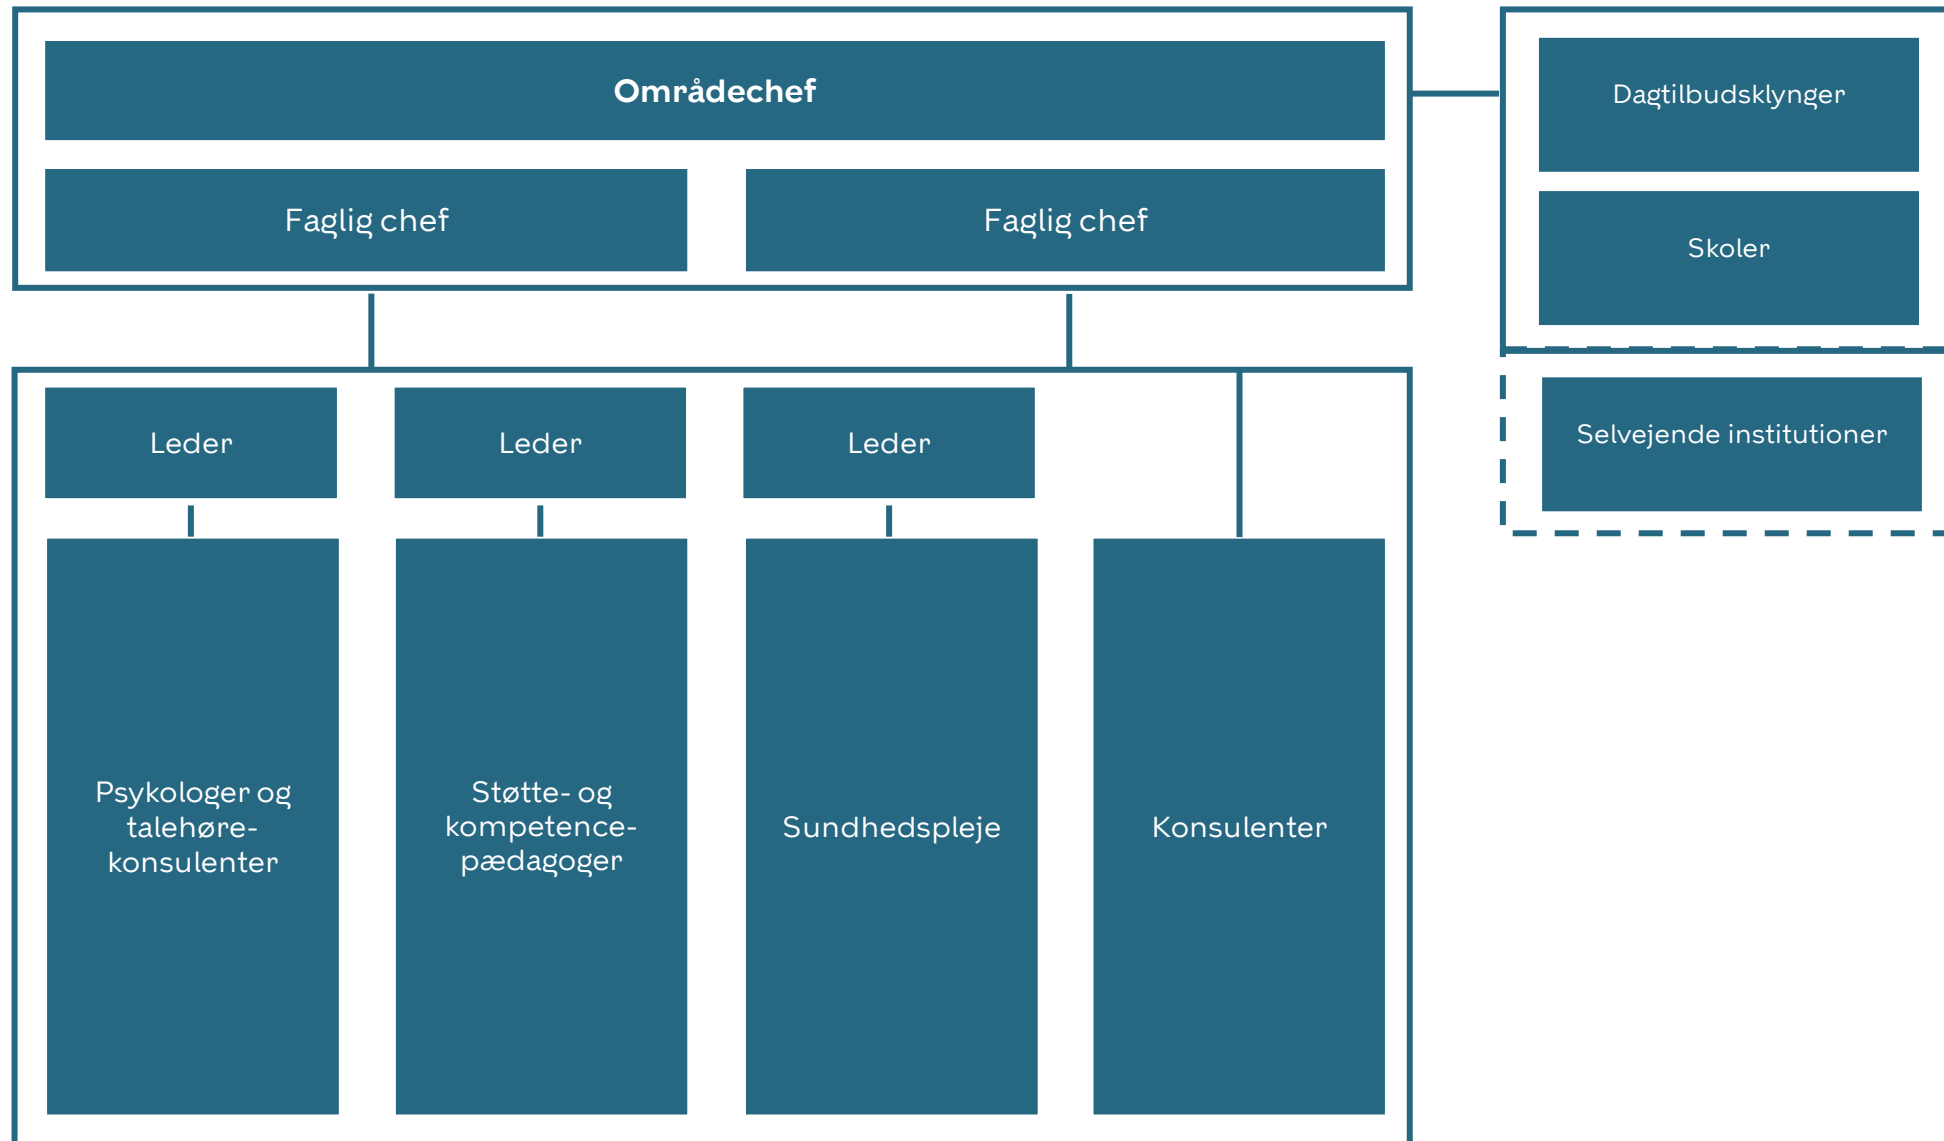 Områdechef
Faglig chef
Faglig chef
Dagtilbudsklynger
Skoler
Selvejende institutioner
Leder
Leder
Leder
Psykologer og
talehøre-
konsulenter
Støtte- og
kompetence-
pædagoger
Sundhedspleje
Konsulenter